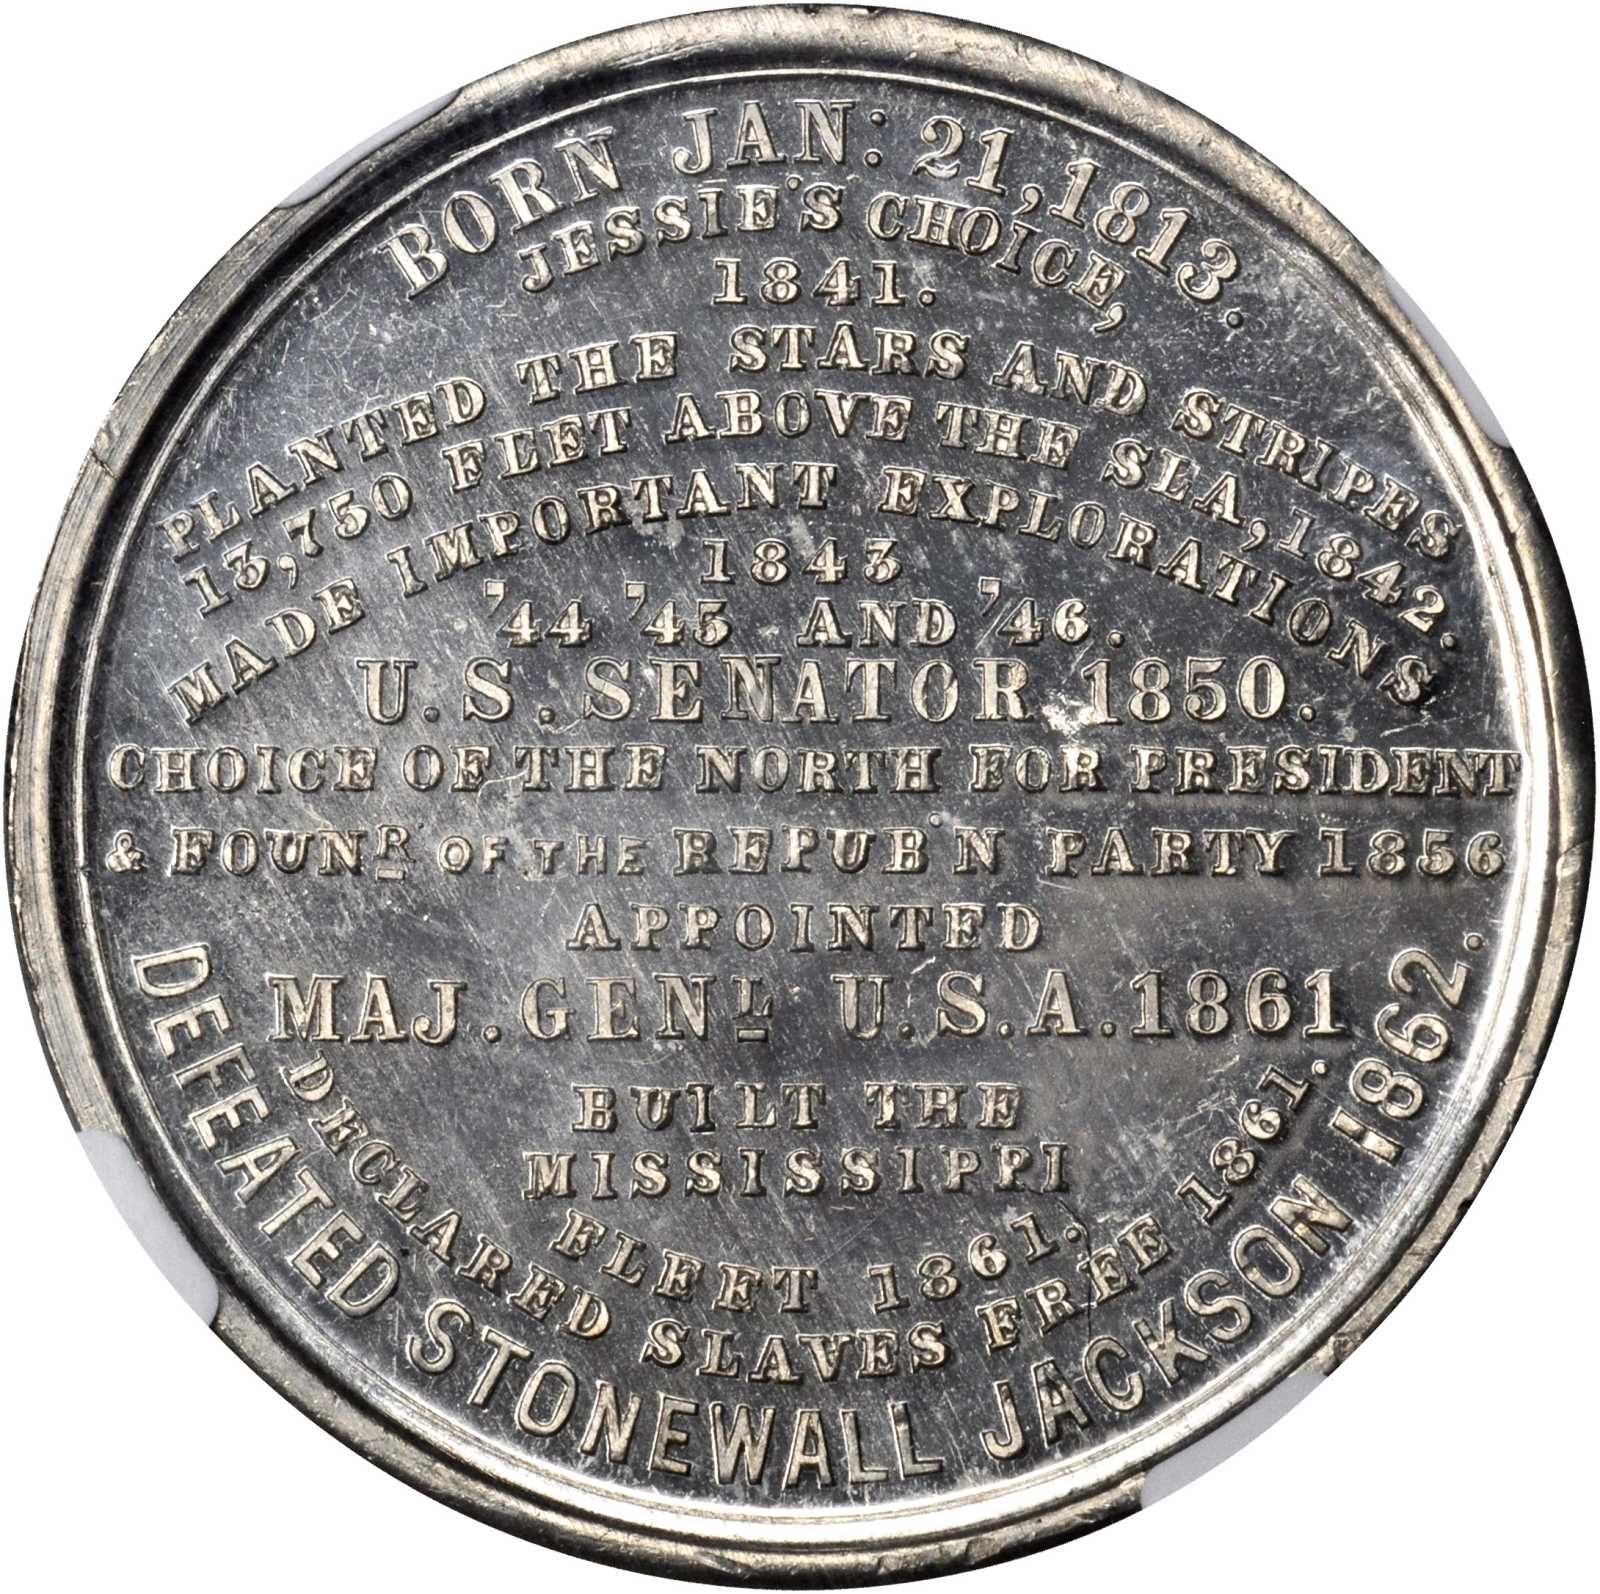 BORN JAN: 21, 1813.
JESSIE'S CHOICE,
1841.
PLANTED THE STARS AND STRIPES
13,750 FEET ABOVE THE SEA, 1842.
MADE IMPORTANT EXPLORATIONS
1843
'44 '45 AND '46.
U.S. SENATOR 1850.
CHOICE OF THE NORTH FOR PRESIDENT
& FOUNR OF THE REPUB'N PARTY 1856
APPOINTED
MAJ. GENL U.S.A. 1861
BUILT THE
MISSISSIPPI
FLEET 1861.
DECLARED SLAVES FREE 1861.
DEFEATED STONEWALL JACKSON 1862.